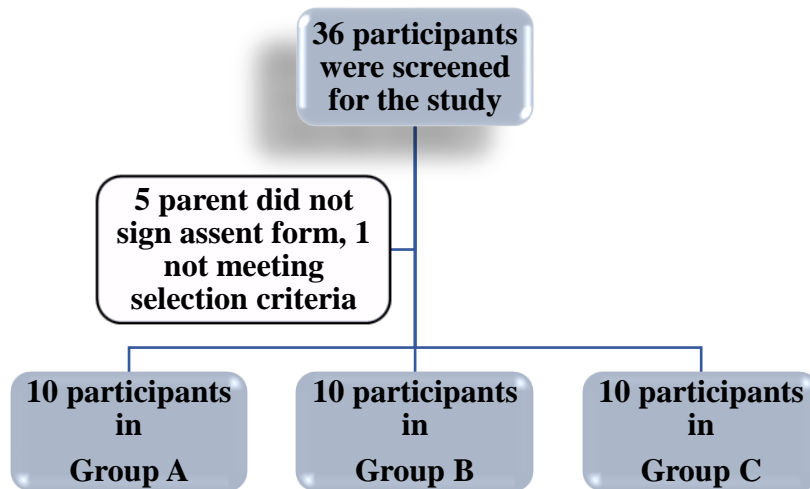 36 participants
were screened
for the study
5 parent did not
sign assent form, 1
not meeting
selection criteria
10 participants
in
Group A
10 participants
in
Group B
10 participants
in
Group C